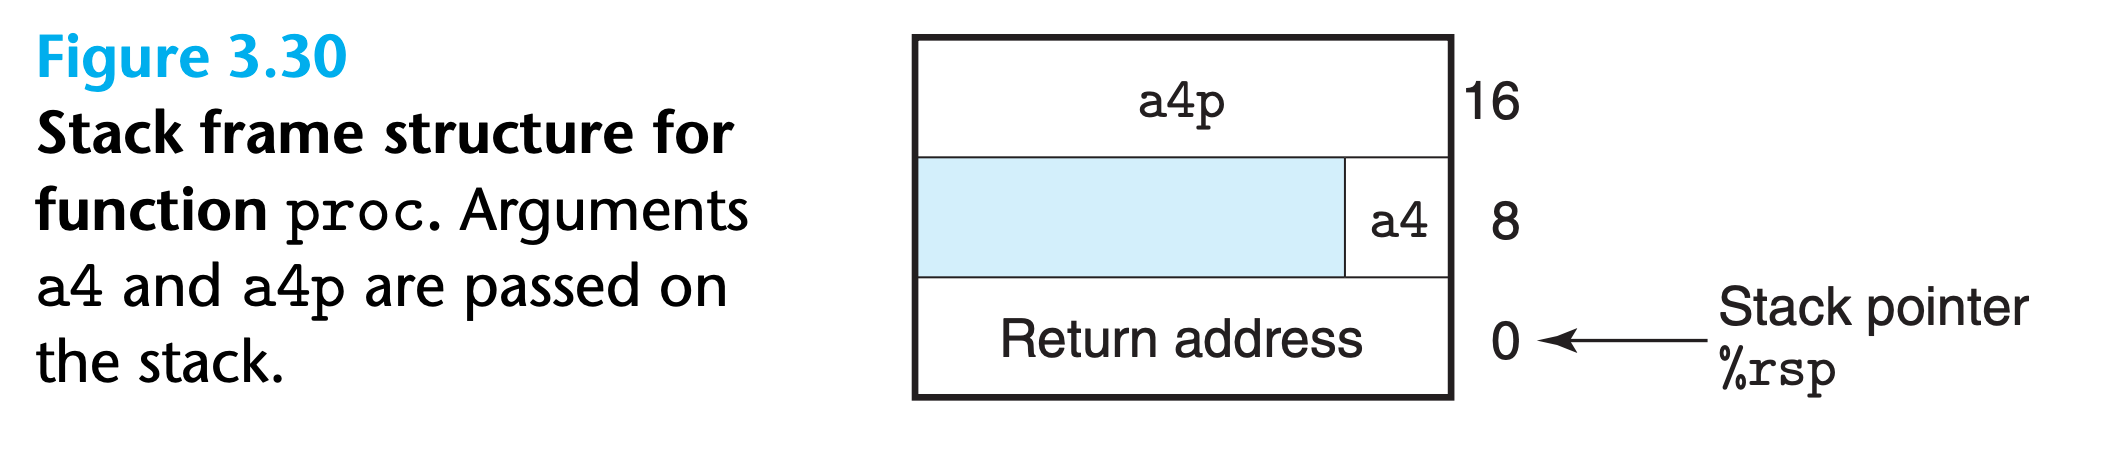 Figure 3.30
Stack frame structure for
function proc. Arguments
a4 and a4p are passed on
the stack.
a4p 16
a4 8
Return address 0
Stack pointer
%rsp